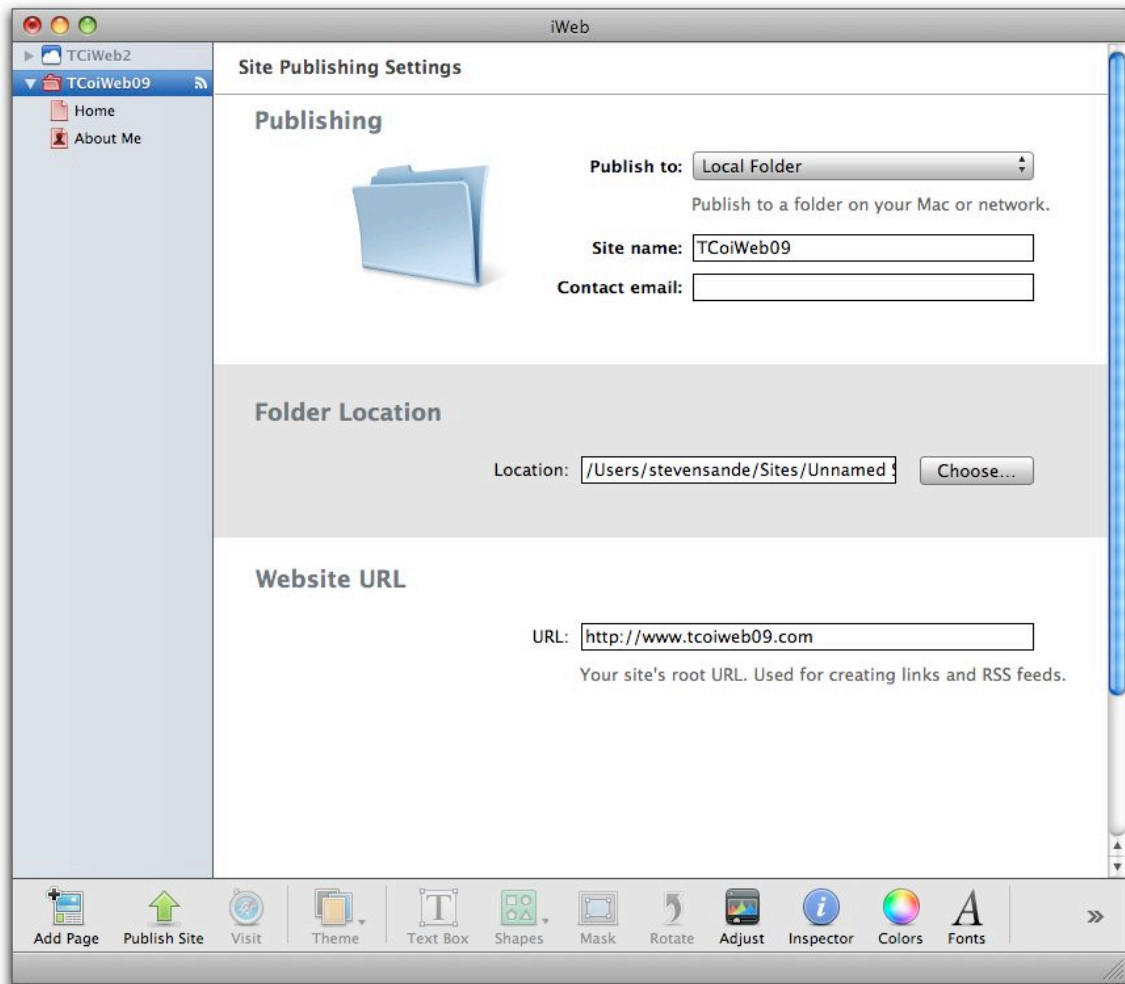 iWeb
TCiWeb2
TCoiWeb09
Home
About Me
Site Publishing Settings
Publishing
Publish to: Local Folder
Publish to a folder on your Mac or network.
Site name: TCoiWeb09
Contact email:
Folder Location
Location: /Users/stevensande/Sites/Unnamed Choose...
Website URL
URL: http://www.tcoiweb09.com
Your site's root URL. Used for creating links and RSS feeds.
Add Page Publish Site Visit Theme Text Box Shapes Mask Rotate Adjust Inspector Colors Fonts